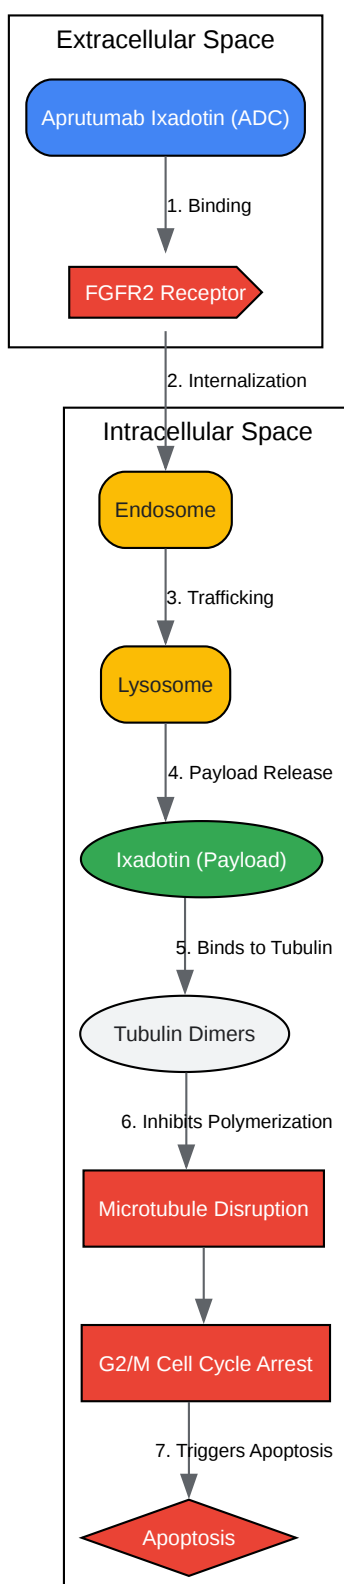 Extracellular Space
Aprutumab Ixadotin (ADC)
1. Binding
FGFR2 Receptor
2. Internalization
Intracellular Space
Endosome
3. Trafficking
Lysosome
4. Payload Release
Ixadotin (Payload)
5. Binds to Tubulin
Tubulin Dimers
6. Inhibits Polymerization
Microtubule Disruption
G2/M Cell Cycle Arrest
7. Triggers Apoptosis
Apoptosis